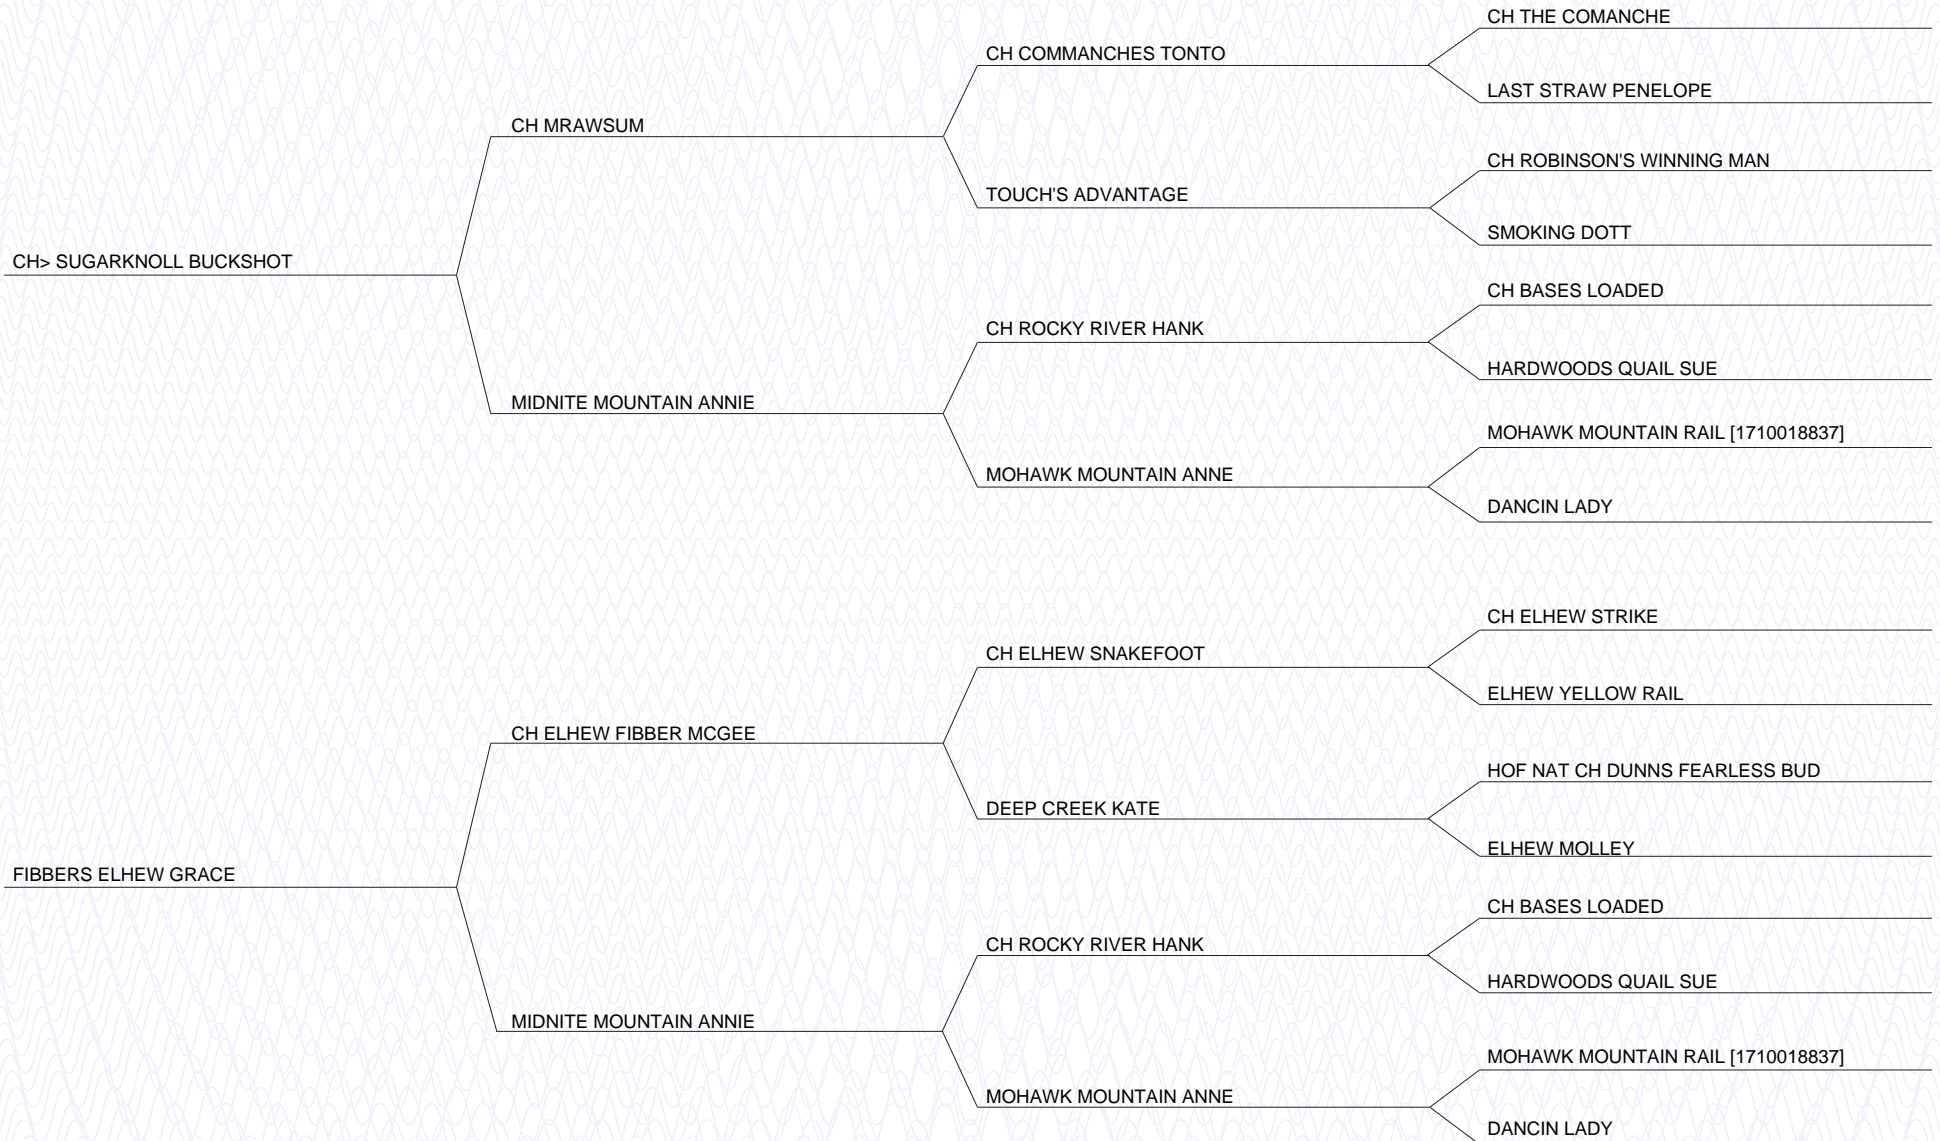 CH THE COMANCHE
CH COMMANCHES TONTO
LAST STRAW PENELOPE
CH MRAWSUM
CH ROBINSON'S WINNING MAN
TOUCH'S ADVANTAGE
SMOKING DOTT
CH> SUGARKNOLL BUCKSHOT
CH BASES LOADED
CH ROCKY RIVER HANK
HARDWOODS QUAIL SUE
MIDNITE MOUNTAIN ANNIE
MOHAWK MOUNTAIN RAIL [1710018837]
MOHAWK MOUNTAIN ANNE
DANCIN LADY
CH ELHEW STRIKE
CH ELHEW SNAKEFOOT
ELHEW YELLOW RAIL
CH ELHEW FIBBER MCGEE
HOF NAT CH DUNNS FEARLESS BUD
DEEP CREEK KATE
ELHEW MOLLEY
FIBBERS ELHEW GRACE
CH BASES LOADED
CH ROCKY RIVER HANK
HARDWOODS QUAIL SUE
MIDNITE MOUNTAIN ANNIE
MOHAWK MOUNTAIN RAIL [1710018837]
MOHAWK MOUNTAIN ANNE
DANCIN LADY